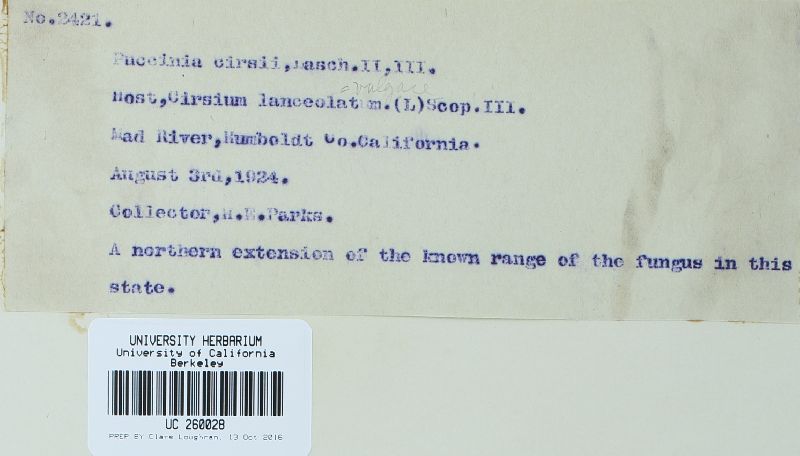 No.2421.
Puccinia cirsii,Lasch.II,III.
vulgare
Host,Cirsium lanceolatum.(L)Scop.III.
Mad River,Humboldt Co.California.
August 3rd,1924.
Collector,H.E.Parks.
A northern extension of the known range of the fungus in this
state.
UNIVERSITY HERBARIUM
University of California
Berkeley
UC 260028
PREP BY Clare Loughran, 13 Oct 2016